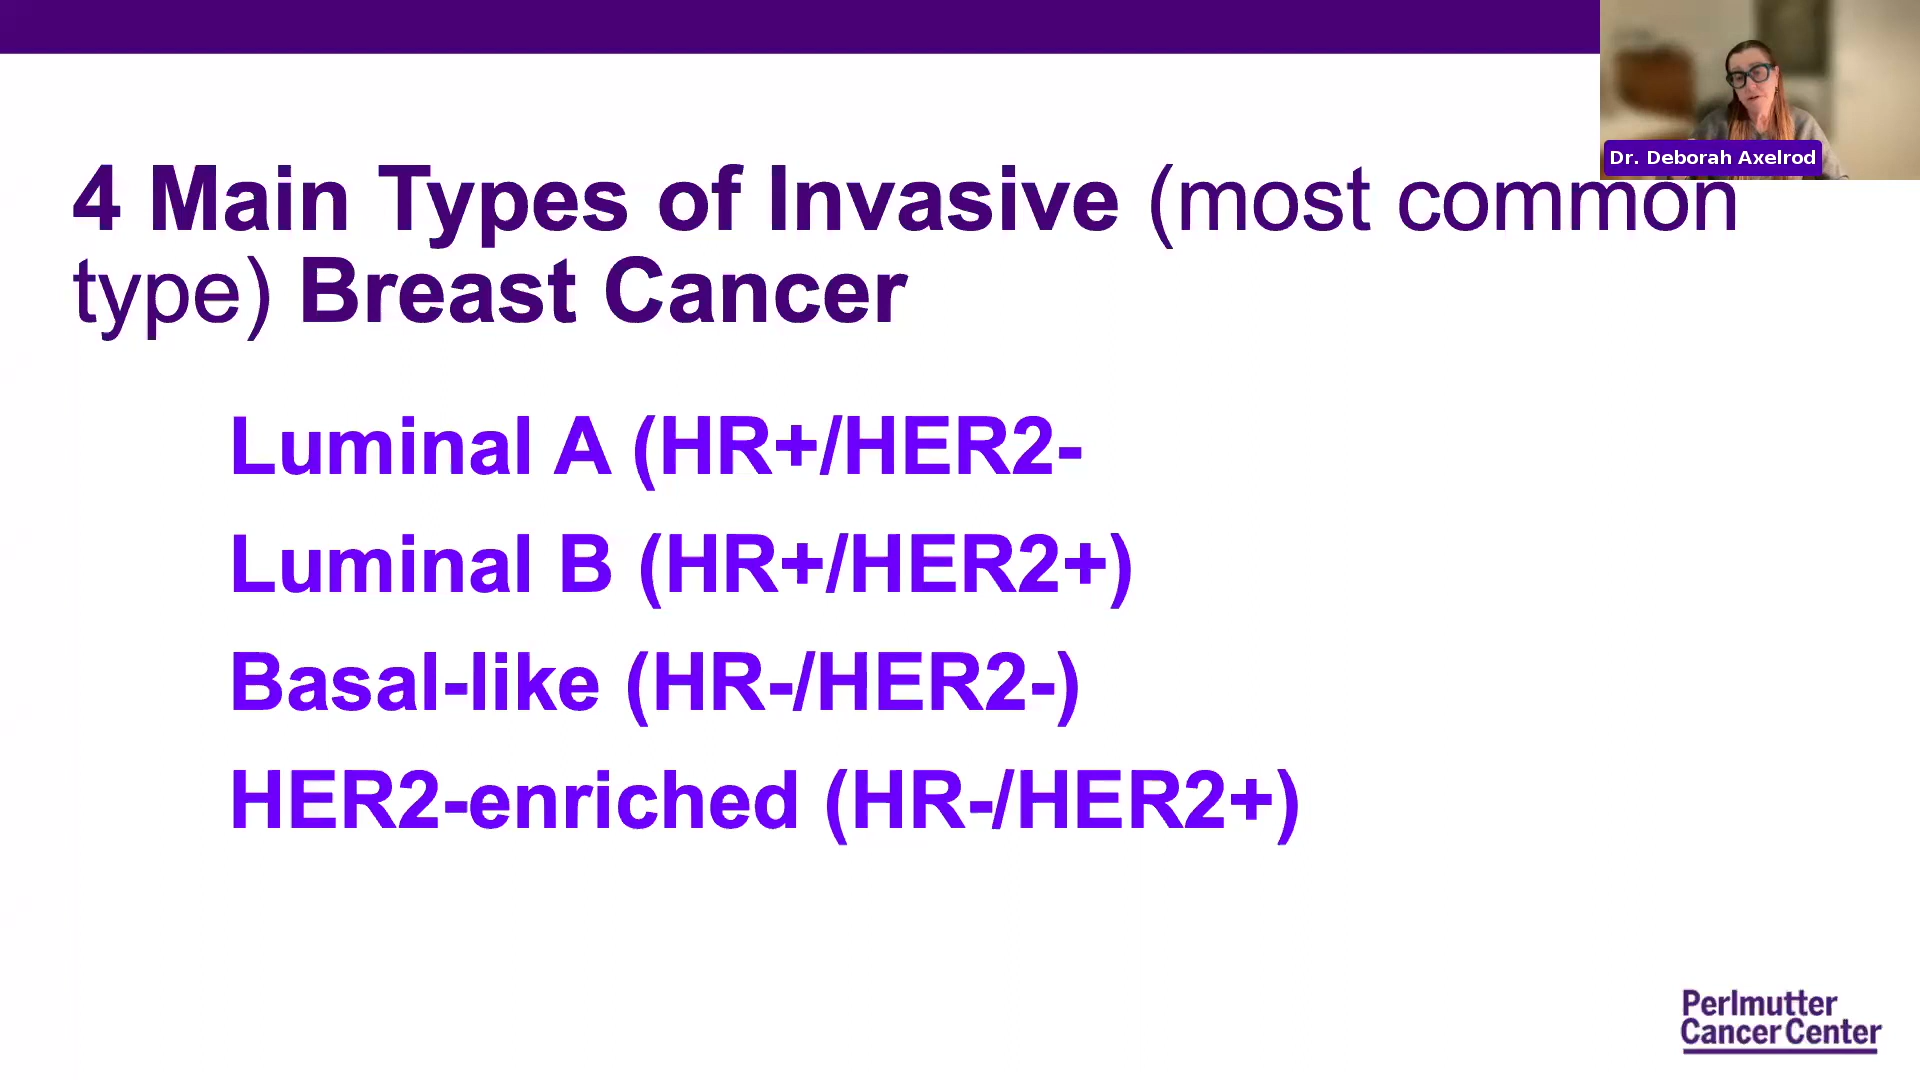 Dr. Deborah Axelrod
4 Main Types of Invasive (most common
type) Breast Cancer
Luminal A (HR+/HER2-
Luminal B (HR+/HER2+)
Basal-like (HR-/HER2-)
HER2-enriched (HR-/HER2+)
Perlmutter
Cancer Center